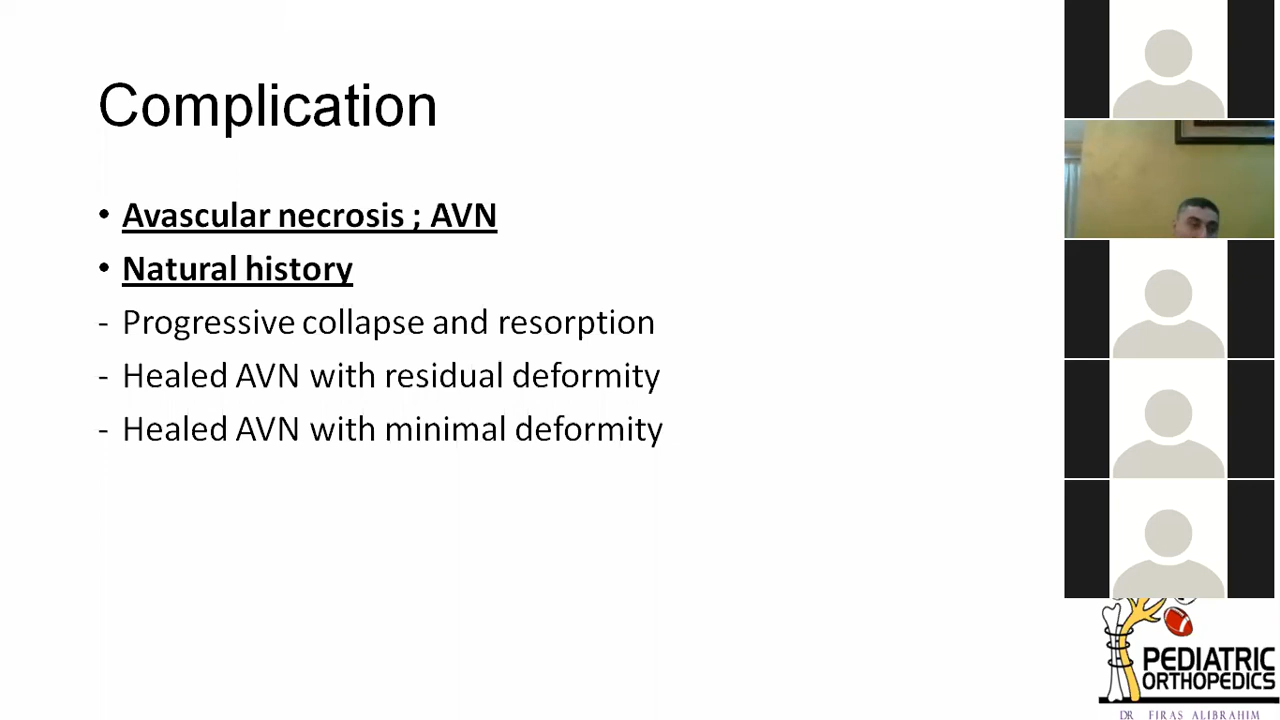 Complication
• Avascular necrosis ; AVN
• Natural history
- Progressive collapse and resorption
- Healed AVN with residual deformity
- Healed AVN with minimal deformity
PEDIATRIC
ORTHOPEDICS
DR FIRAS ALIBRAHIM